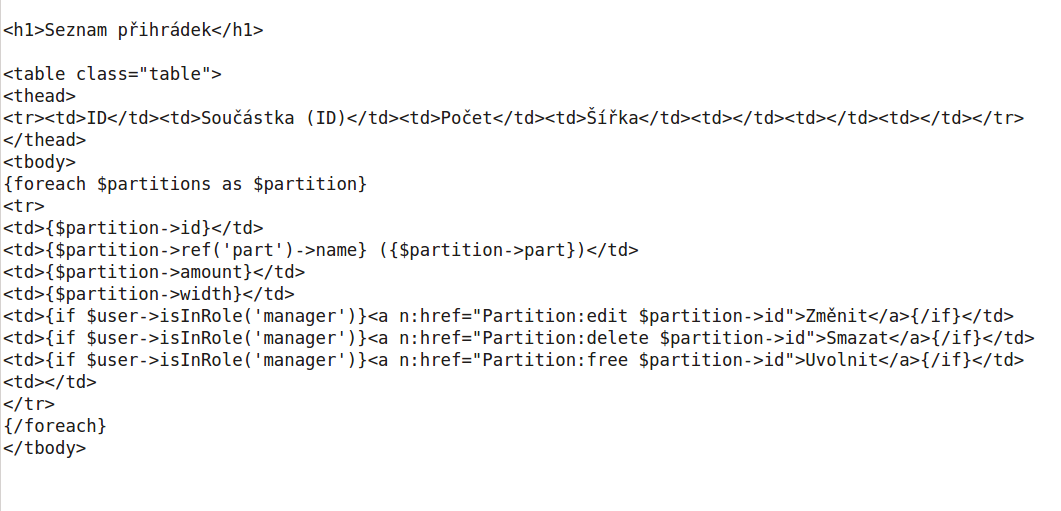 <h1>Seznam přihrádek</h1>
<table class="table">
<thead>
<tr><td>ID</td><td>Součástka (ID)</td><td>Počet</td><td>Šířka</td><td></td><td></td><td></td></tr>
</thead>
<tbody>
{foreach $partitions as $partition}
<tr>
<td>{$partition->id}</td>
<td>{$partition->ref('part')->name} ({$partition->part})</td>
<td>{$partition->amount}</td>
<td>{$partition->width}</td>
<td>{if $user->isInRole('manager')}<a n:href="Partition:edit $partition->id">Změnit</a>{/if}</td>
<td>{if $user->isInRole('manager')}<a n:href="Partition:delete $partition->id">Smazat</a>{/if}</td>
<td>{if $user->isInRole('manager')}<a n:href="Partition:free $partition->id">Uvolnit</a>{/if}</td>
<td></td>
</tr>
{/foreach}
</tbody>